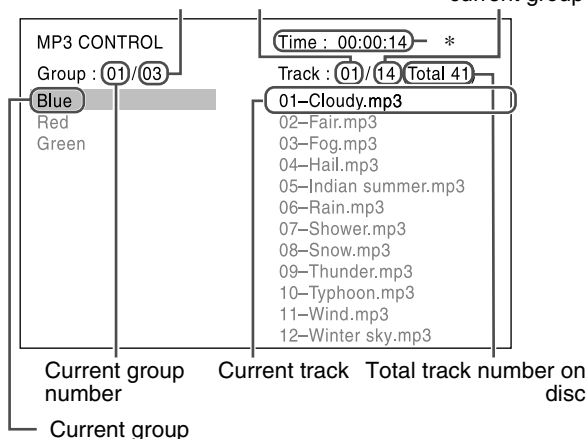 current group
MP3 CONTROL
Time : 00:00:14 *
Group : 01/03
Track : 01/14 Total 41
Blue
01–Cloudy.mp3
Red
02–Fair.mp3
Green
03–Fog.mp3
04–Hail.mp3
05–Indian summer.mp3
06–Rain.mp3
07–Shower.mp3
08–Snow.mp3
09–Thunder.mp3
10–Typhoon.mp3
11–Wind.mp3
12–Winter sky.mp3
Current group
number
Current track
Total track number on
disc
Current group